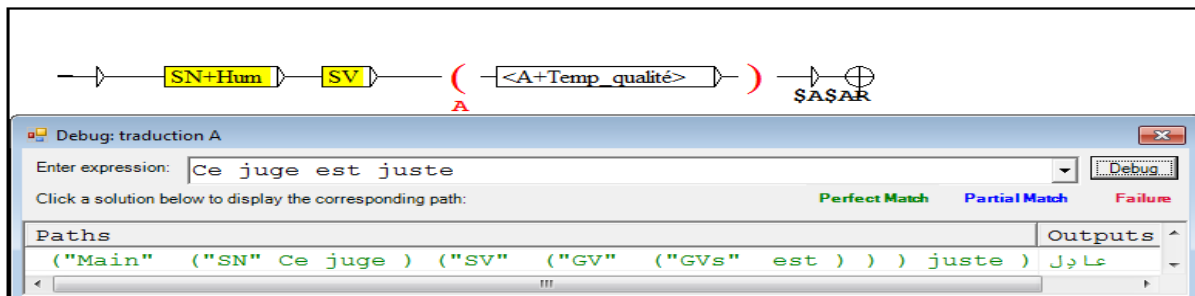 SN+Hum SV ( <A+Temp_qualité> )
A $A$AR
Debug: traduction A
Enter expression: Ce juge est juste Debug
Click a solution below to display the corresponding path: Perfect Match Partial Match Failure
Paths Outputs
("Main" ("SN" Ce juge ) ("SV" ("GV" ("GVs" est ) ) ) juste ) عادِل